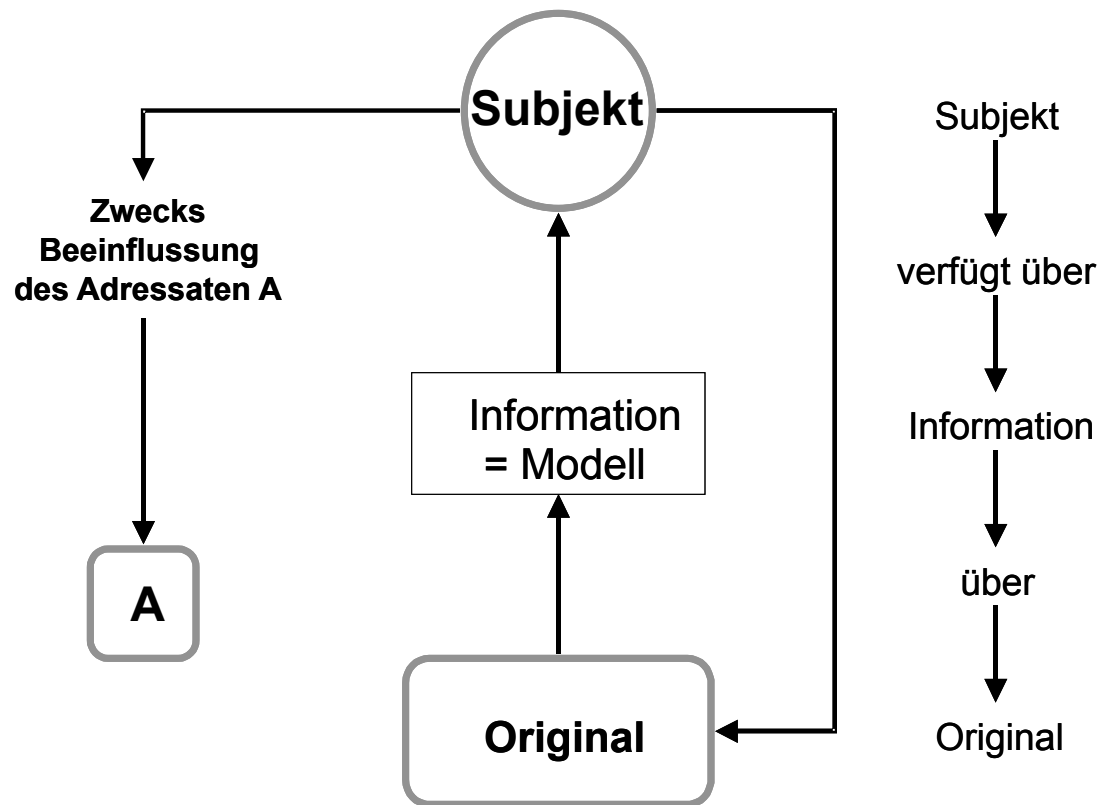 Subjekt
Zwecks
Beeinflussung
des Adressaten A
A
Information
= Modell
Original
Subjekt
verfügt über
Information
über
Original